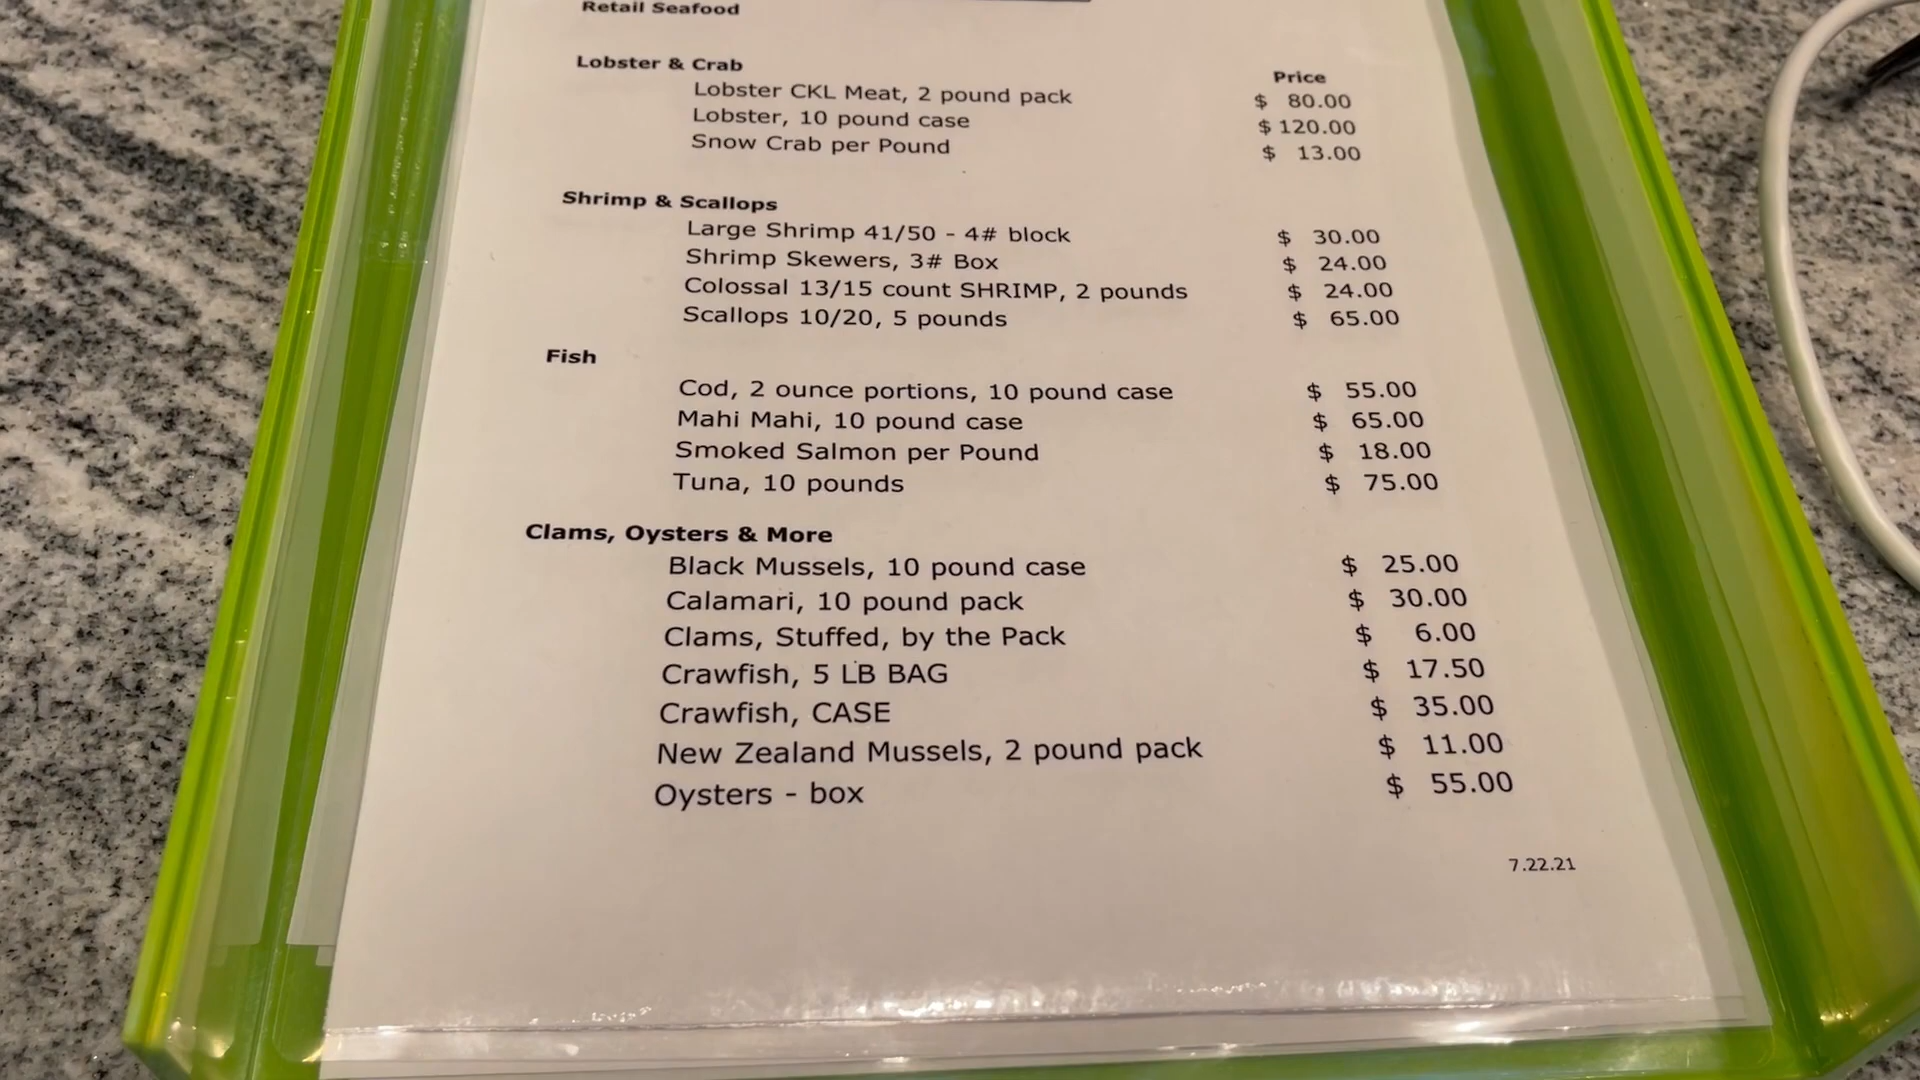 Retail Seafood
Lobster & Crab
Price
Lobster CKL Meat, 2 pound pack $ 80.00
Lobster, 10 pound case $ 120.00
Snow Crab per Pound $ 13.00
Shrimp & Scallops
Large Shrimp 41/50 - 4# block $ 30.00
Shrimp Skewers, 3# Box $ 24.00
Colossal 13/15 count SHRIMP, 2 pounds $ 24.00
Scallops 10/20, 5 pounds $ 65.00
Fish
Cod, 2 ounce portions, 10 pound case $ 55.00
Mahi Mahi, 10 pound case $ 65.00
Smoked Salmon per Pound $ 18.00
Tuna, 10 pounds $ 75.00
Clams, Oysters & More
Black Mussels, 10 pound case $ 25.00
Calamari, 10 pound pack $ 30.00
Clams, Stuffed, by the Pack $ 6.00
Crawfish, 5 LB BAG $ 17.50
Crawfish, CASE $ 35.00
New Zealand Mussels, 2 pound pack $ 11.00
Oysters - box $ 55.00
7.22.21